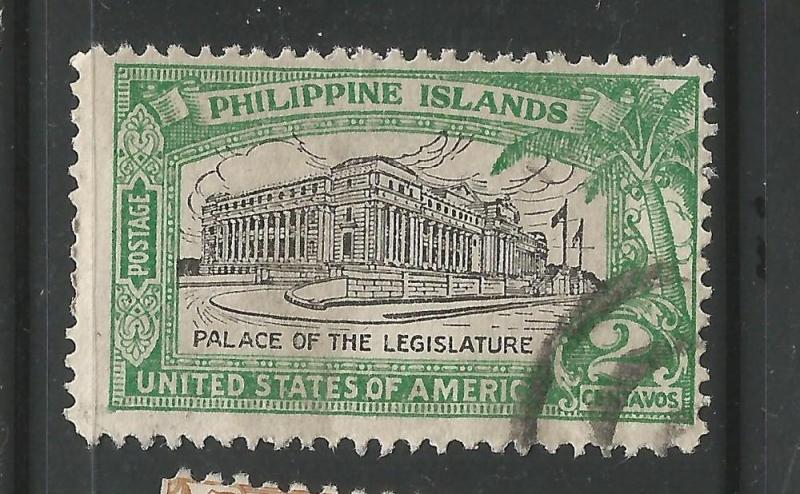 PHILIPPINE ISLANDS
POSTAGE
PALACE OF THE LEGISLATURE
UNITED STATES OF AMERICA
2
CENTAVOS